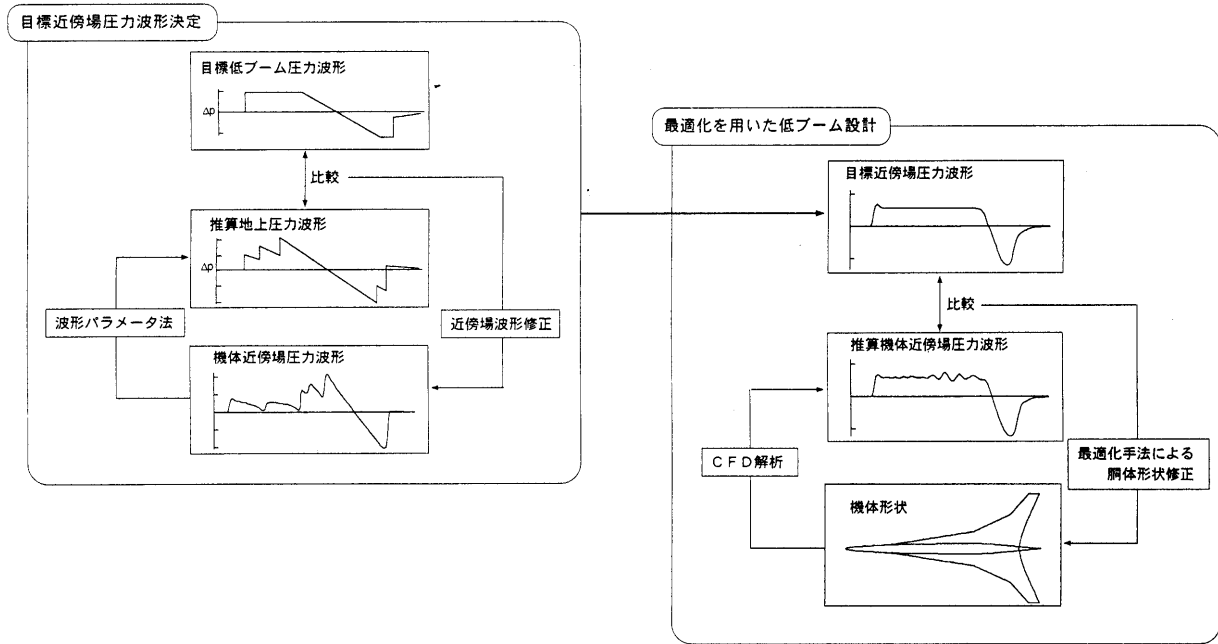 目標近傍場圧力波形決定
目標低ブーム圧力波形
Δp
比較
推算地上圧力波形
Δp
波形パラメータ法
近傍場波形修正
機体近傍場圧力波形
最適化を用いた低ブーム設計
目標近傍場圧力波形
比較
推算機体近傍場圧力波形
CFD解析
最適化手法による
胴体形状修正
機体形状